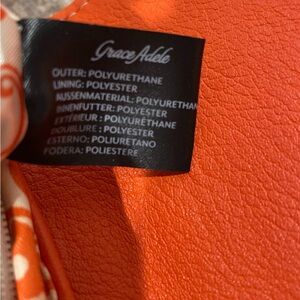 Grace Adele
OUTER: POLYURETHANE
LINING: POLYESTER
AUSSENMATERIAL: POLYURETHAN
INNENFUTTER: POLYESTER
EXTÉRIEUR : POLYURÉTHANE
DOUBLURE : POLYESTER
ESTERNO: POLIURETANO
FODERA: POLIESTERE